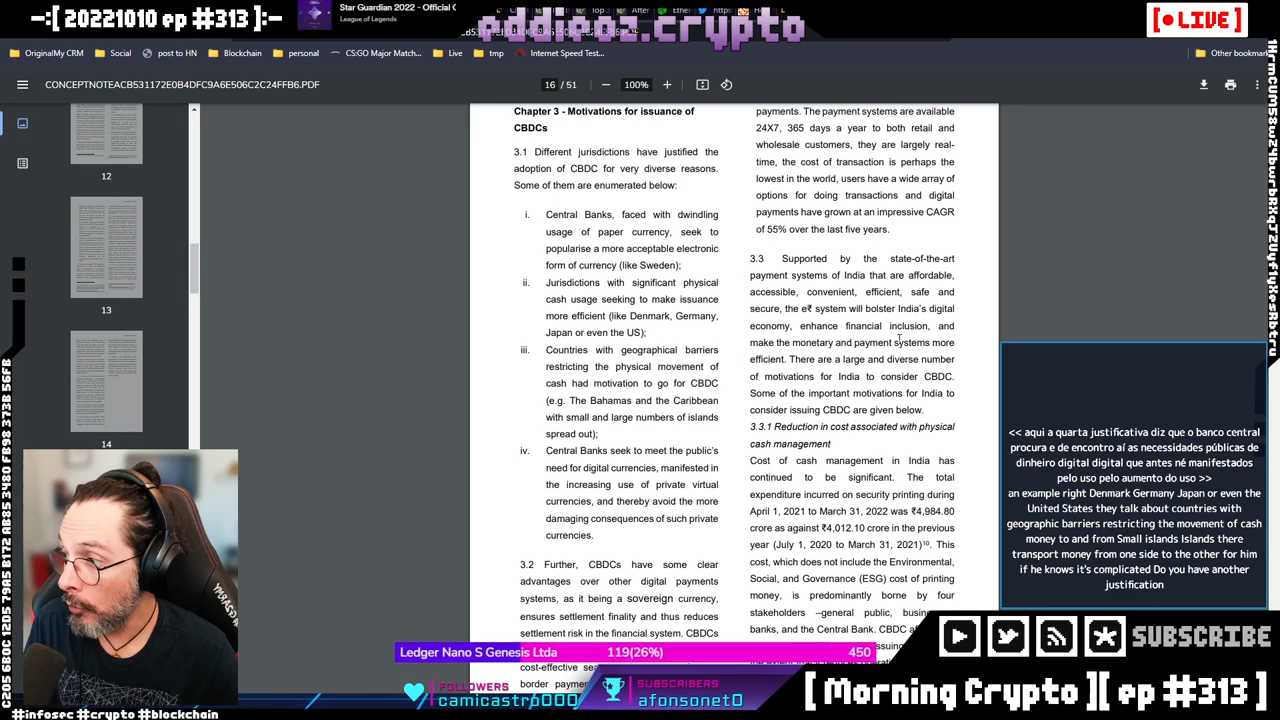 [ 20221010 ep #313 ]:
Star Guardian 2022 - Official C
League of Legends
eddieoz.crypto
[ • LIVE ]
My CRM
Social
Blockchain
personal
CSGO Major Match...
Live
tmp
Internet Speed Test...
Other bookmar
CONCEPTNOTEACB531172E0B4DFC9A6E5E06C2C24FFB6.PDF
16 / 51
100%
12
13
14
Chapter 3 - Motivations for issuance of
CBDCs
3.1 Different jurisdictions have justified the
adoption of CBDC for very diverse reasons.
Some of them are enumerated below:
i. Central Banks, faced with dwindling
usage of paper currency, seek to
popularise a more acceptable electronic
form of currency (like Sweden);
ii. Jurisdictions with significant physical
cash usage seeking to make issuance
more efficient (like Denmark, Germany,
Japan or even the US);
iii. Countries with geographical barriers
restricting the physical movement of
cash had motivation to go for CBDC
(e.g. The Bahamas and the Caribbean
with small and large numbers of islands
spread out);
iv. Central Banks seek to meet the public's
need for digital currencies, manifested in
the increasing use of private virtual
currencies, and thereby avoid the more
damaging consequences of such private
currencies.
3.2 Further, CBDCs have some clear
advantages over other digital payments
systems, as it being a sovereign currency,
ensures settlement finality and thus reduces
settlement risk in the financial system. CBDCs
cost-effective
border
payments. The payment systems are available
24X7, 365 days a year to both retail and
wholesale customers, they are largely real-
time, the cost of transaction is perhaps the
lowest in the world, users have a wide array of
options for doing transactions and digital
payments have grown at an impressive CAGR
of 55% over the last five years.
3.3 Supported by the state-of-the-art
payment systems of India that are affordable,
accessible, convenient, efficient, safe and
secure, the e₹ system will bolster India's digital
economy, enhance financial inclusion, and
make the monetary and payment systems more
efficient. There are a large and diverse number
of motivations for India to consider CBDC.
Some of the important motivations for India to
consider issuing CBDC are given below.
3.3.1 Reduction in cost associated with physical
cash management
Cost of cash management in India has
continued to be significant. The total
expenditure incurred on security printing during
April 1, 2021 to March 31, 2022 was ₹4,984.80
crore as against ₹4,012.10 crore in the previous
year (July 1, 2020 to March 31, 2021)¹⁰. This
cost, which does not include the Environmental,
Social, and Governance (ESG) cost of printing
money, is predominantly borne by four
stakeholders –general public,
banks, and the Central Bank. CBDC
<< aqui a quarta justificativa diz que o banco central
procura e de encontro aí as necessidades públicas de
dinheiro digital digital que antes né manifestados
pelo uso pelo aumento do uso >>
an example right Denmark Germany Japan or even the
United States they talk about countries with
geographic barriers restricting the movement of cash
money to and from Small islands Islands there
transport money from one side to the other for him
if he knows it's complicated Do you have another
justification
SUBSCRIBE
Ledger Nano S Genesis Ltda 119(26%) 450
FOLLOWERS
camicastro000
SUBSCRIBERS
afonsonet0
[ Morning Crypto ][ ep #313 ]
#crypto #blockchain